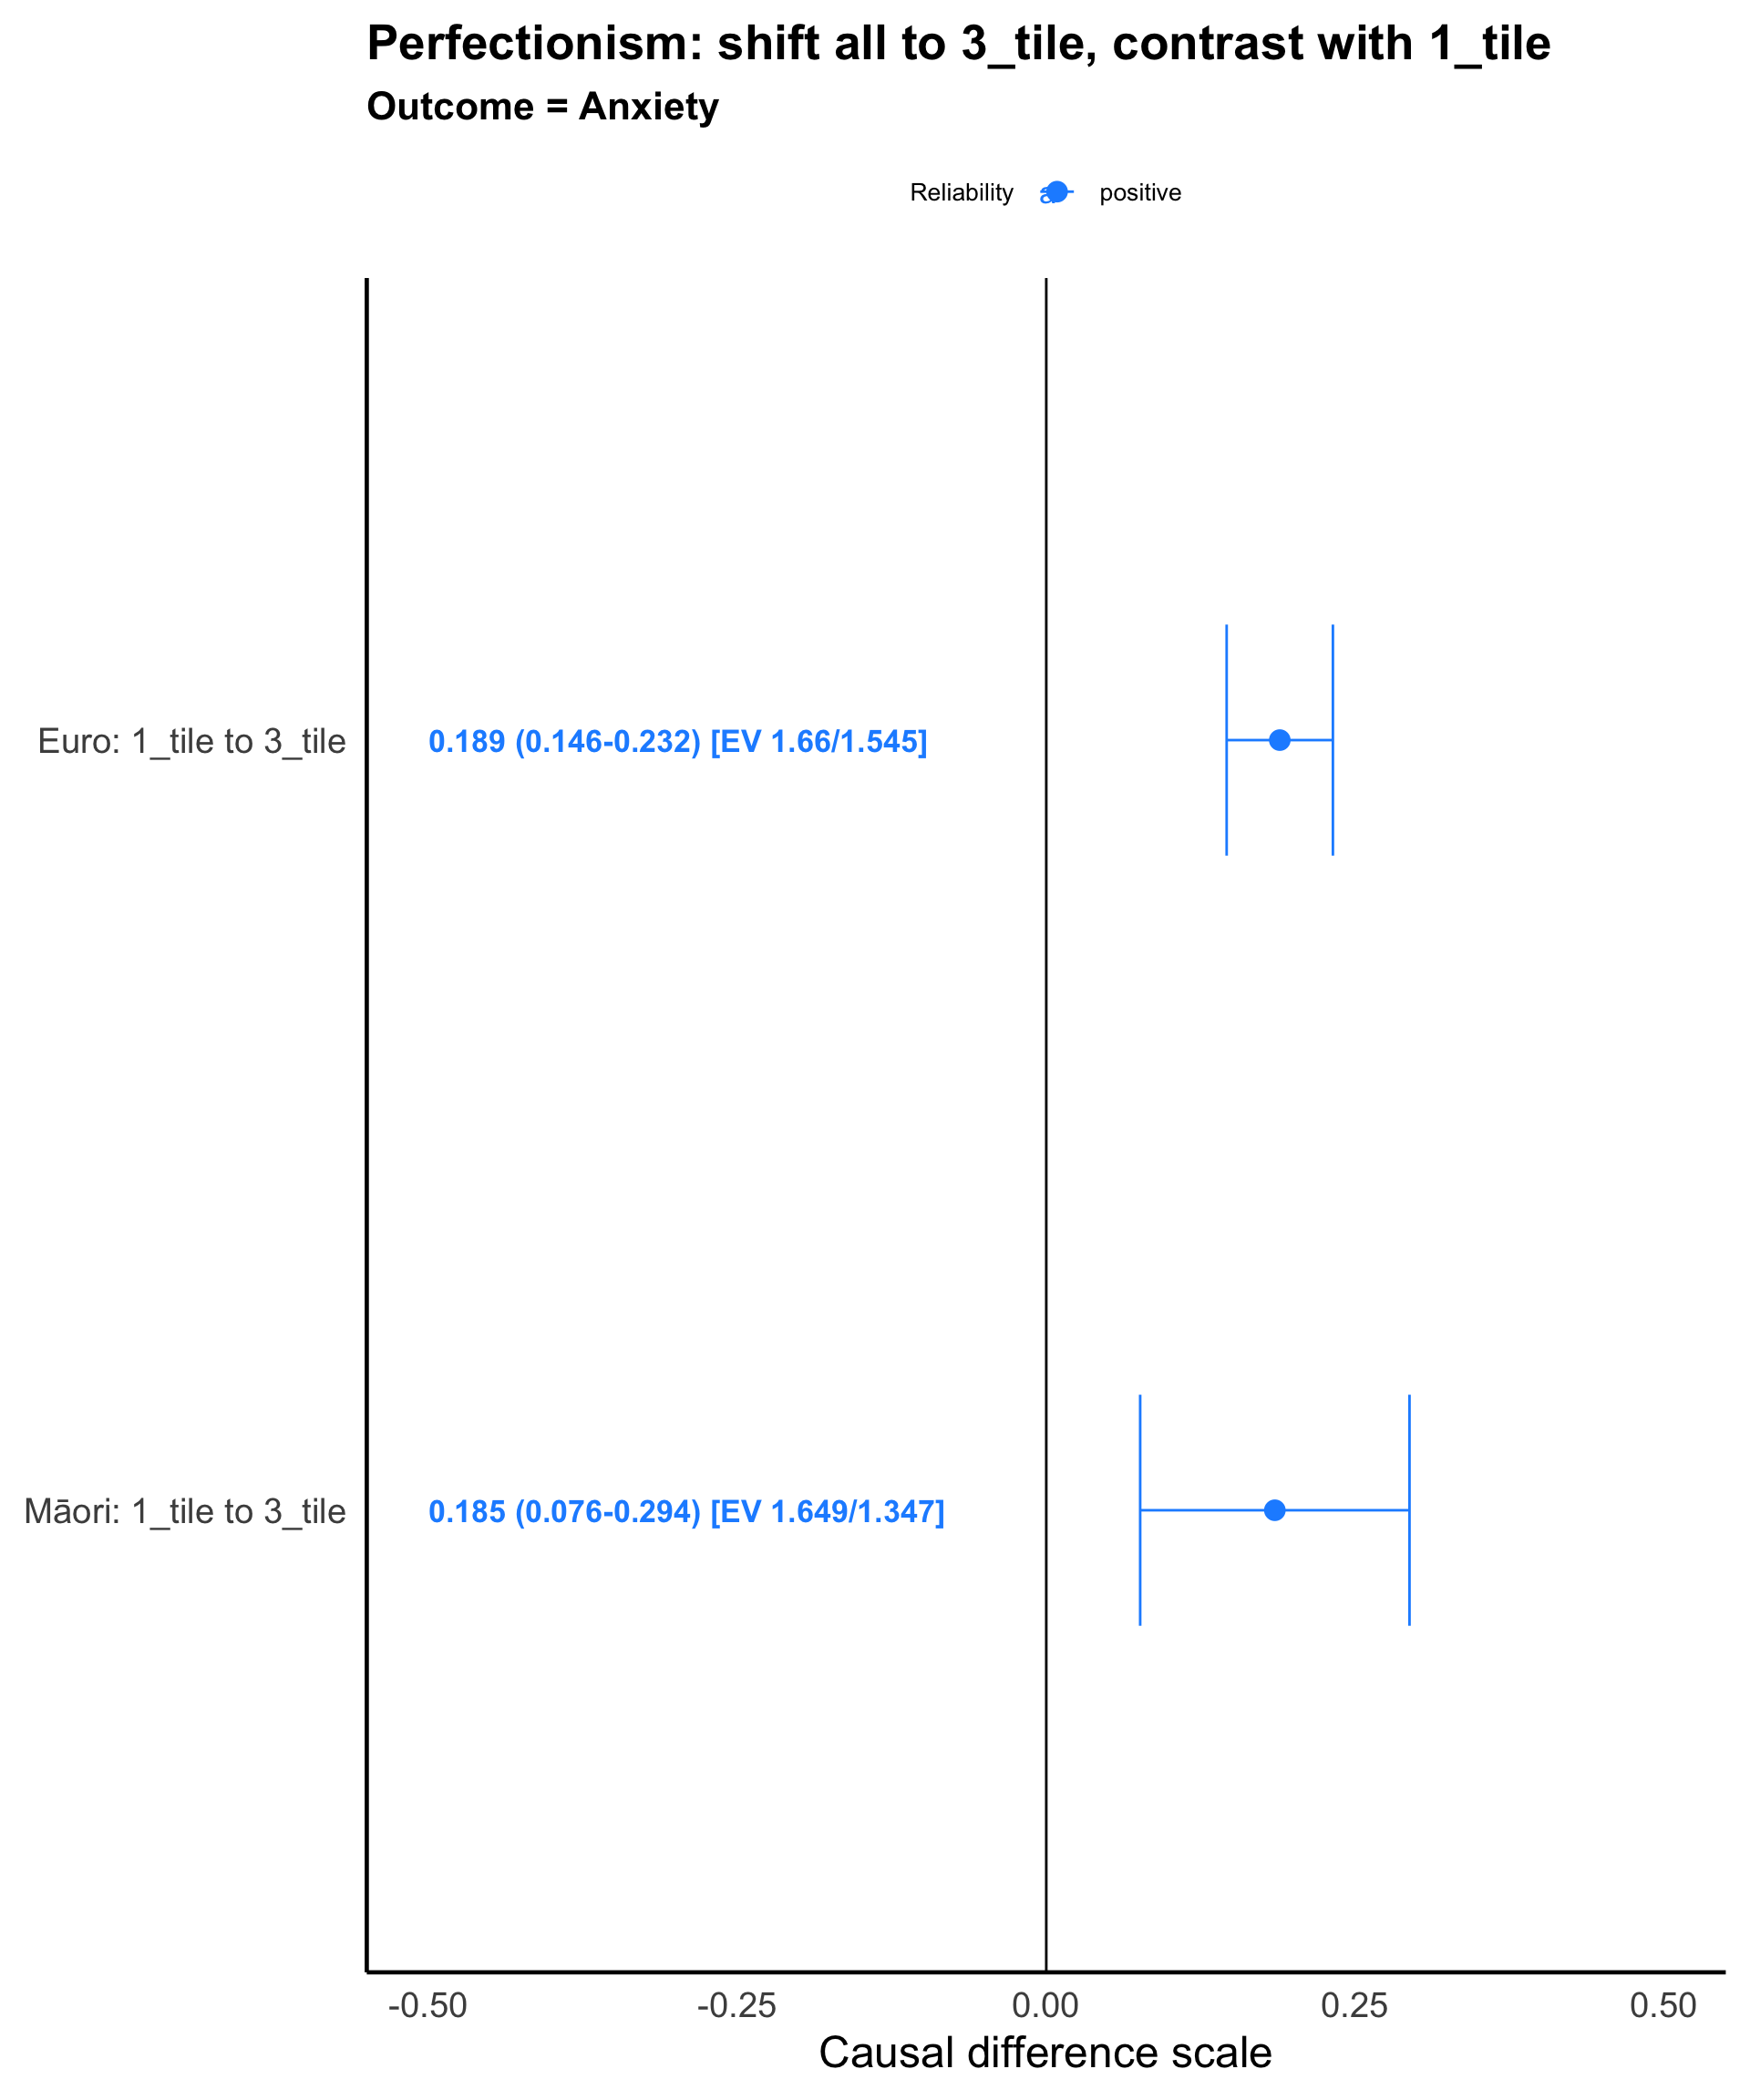 Perfectionism: shift all to 3_tile, contrast with 1_tile
Outcome = Anxiety
Reliability a positive
Euro: 1_tile to 3_tile 0.189 (0.146-0.232) [EV 1.66/1.545]
Māori: 1_tile to 3_tile 0.185 (0.076-0.294) [EV 1.649/1.347]
-0.50 -0.25 0.00 0.25 0.50
Causal difference scale